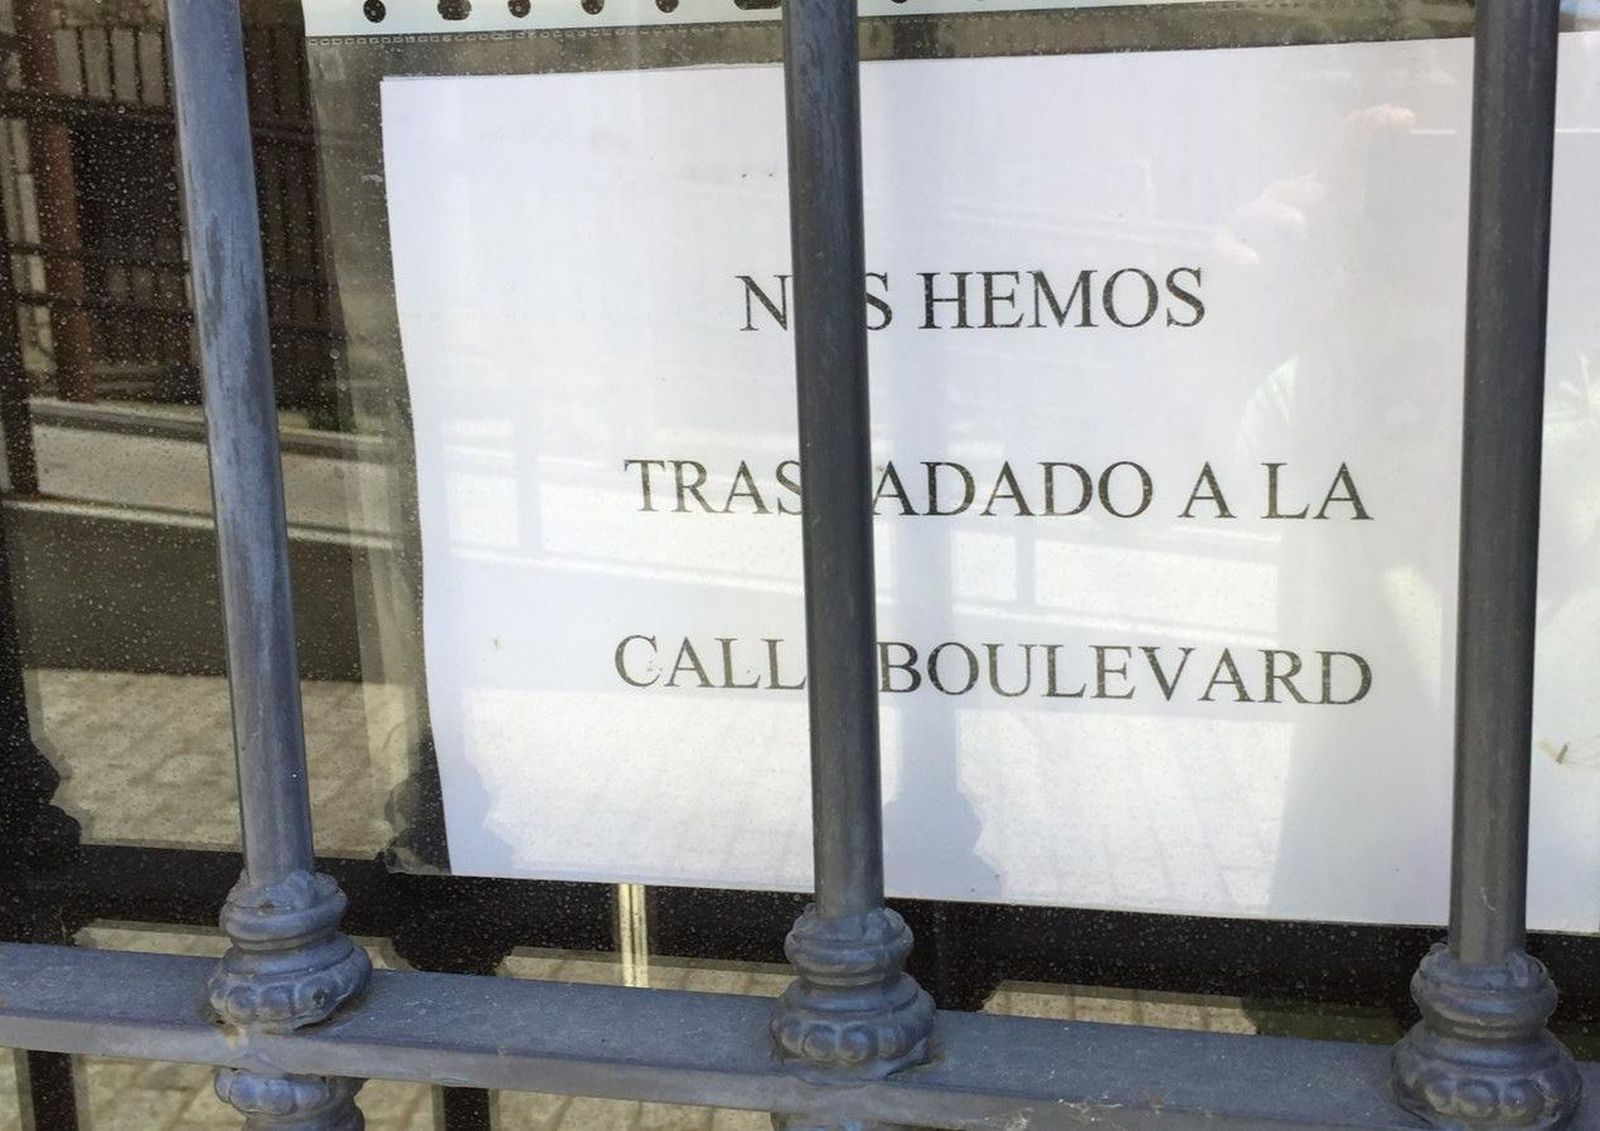 NOS HEMOS
TRASLADADO A LA
CALLE BOULEVARD